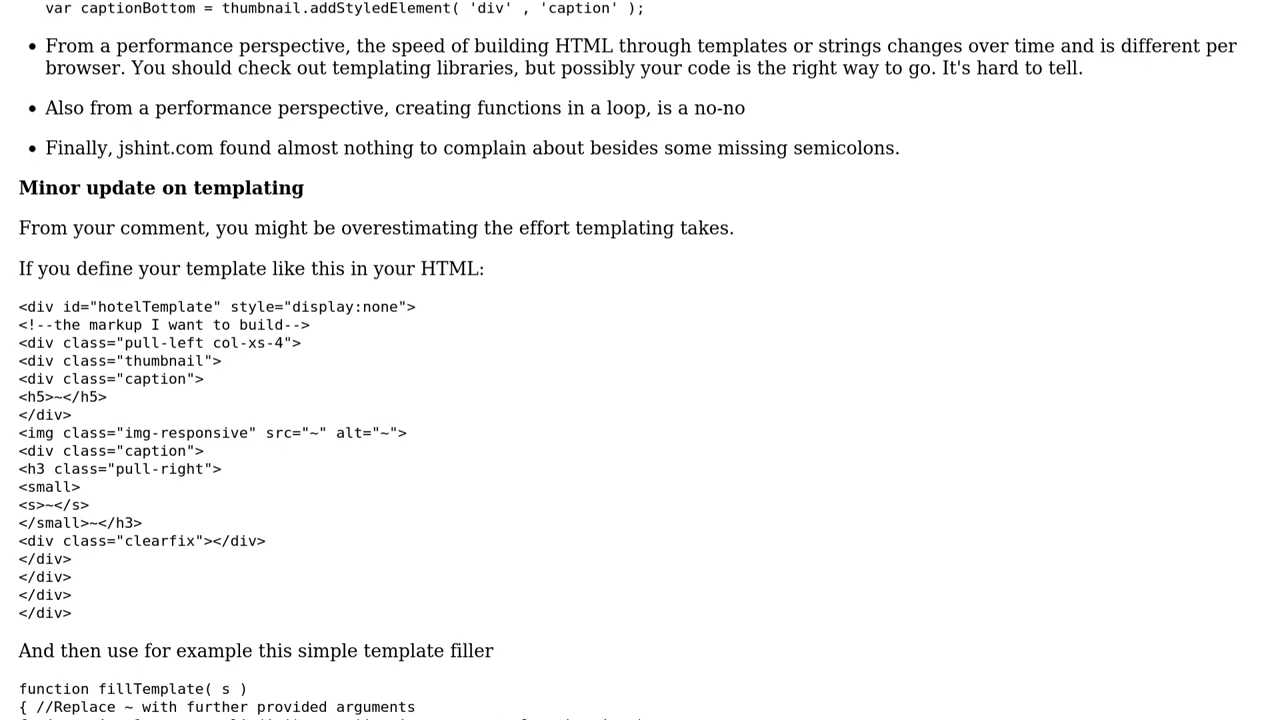 var captionBottom = thumbnail.addStyledElement( 'div' , 'caption' );
• From a performance perspective, the speed of building HTML through templates or strings changes over time and is different per
browser. You should check out templating libraries, but possibly your code is the right way to go. It's hard to tell.
• Also from a performance perspective, creating functions in a loop, is a no-no
• Finally, jshint.com found almost nothing to complain about besides some missing semicolons.
Minor update on templating
From your comment, you might be overestimating the effort templating takes.
If you define your template like this in your HTML:
<div id="hotelTemplate" style="display:none">
<!--the markup I want to build-->
<div class="pull-left col-xs-4">
<div class="thumbnail">
<div class="caption">
<h5>~</h5>
</div>
<img class="img-responsive" src="~" alt="~">
<div class="caption">
<h3 class="pull-right">
<small>
<s>~</s>
</small>~</h3>
<div class="clearfix"></div>
</div>
</div>
</div>
</div>
And then use for example this simple template filler
function fillTemplate( s )
{ //Replace ~ with further provided arguments